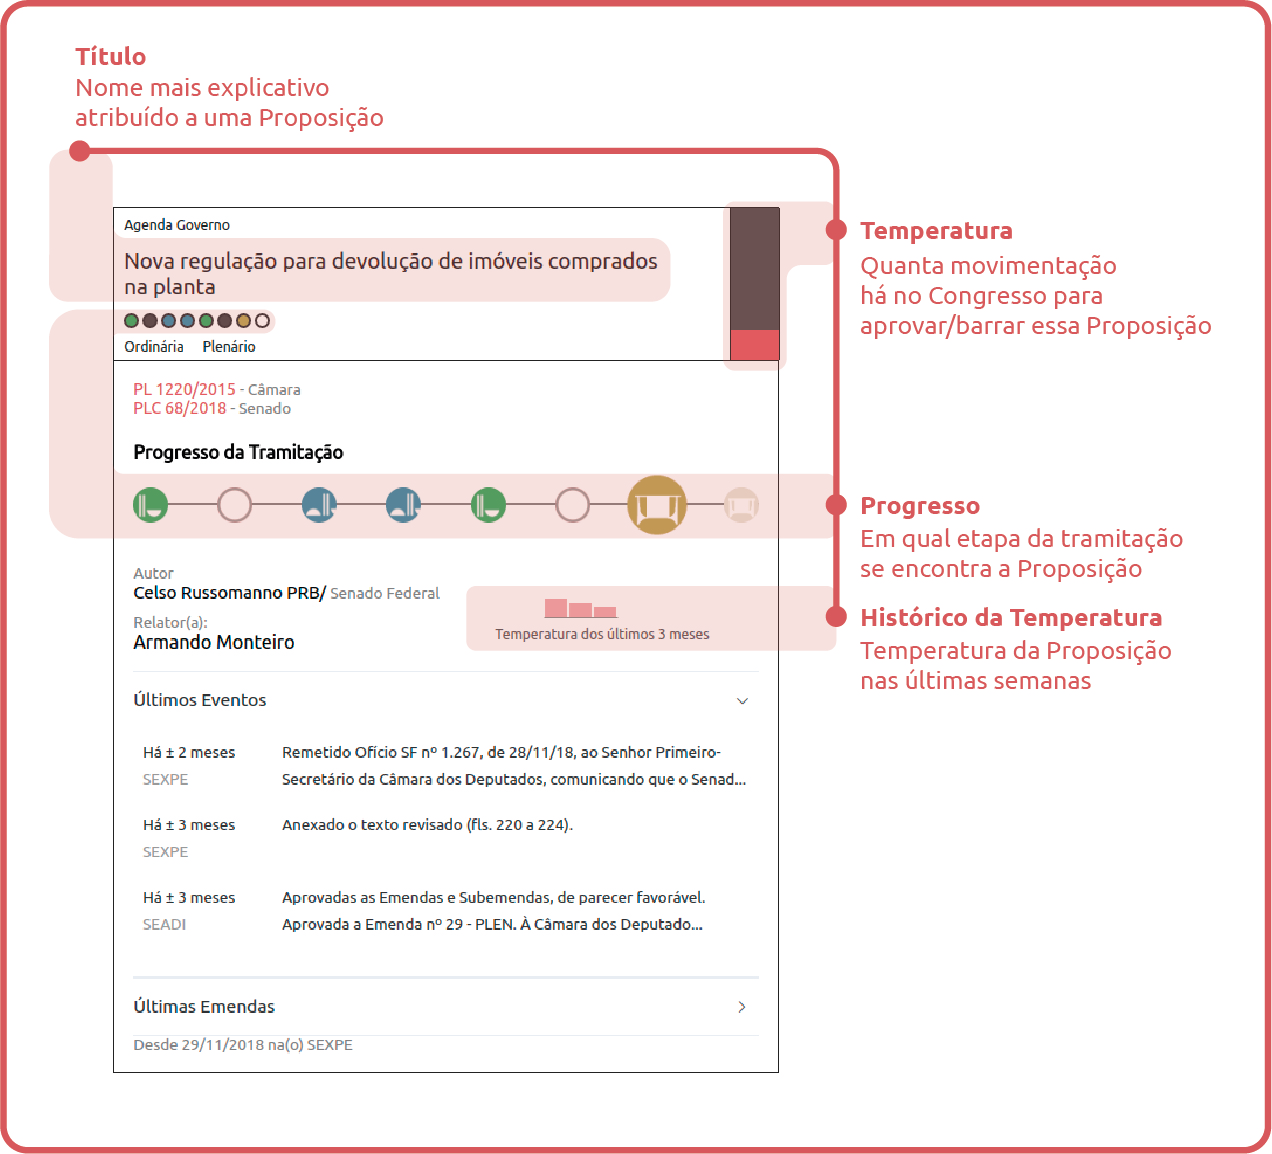 Título
Nome mais explicativo
atribuído a uma Proposição
Agenda Governo
Nova regulação para devolução de imóveis comprados
na planta
Ordinária Plenário
Temperatura
Quanta movimentação
há no Congresso para
aprovar/barrar essa Proposição
PL 1220/2015 - Câmara
PLC 68/2018 - Senado
Progresso da Tramitação
Progresso
Em qual etapa da tramitação
se encontra a Proposição
Autor
Celso Russomanno PRB/ Senado Federal
Relator(a):
Armando Monteiro
Temperatura dos últimos 3 meses
Histórico da Temperatura
Temperatura da Proposição
nas últimas semanas
Últimos Eventos
Há ± 2 meses Remetido Ofício SF nº 1.267, de 28/11/18, ao Senhor Primeiro-
SEXPE Secretário da Câmara dos Deputados, comunicando que o Senad...
Há ± 3 meses Anexado o texto revisado (fls. 220 a 224).
SEXPE
Há ± 3 meses Aprovadas as Emendas e Subemendas, de parecer favorável.
SEADI Aprovada a Emenda nº 29 - PLEN. À Câmara dos Deputado...
Últimas Emendas
Desde 29/11/2018 na(o) SEXPE